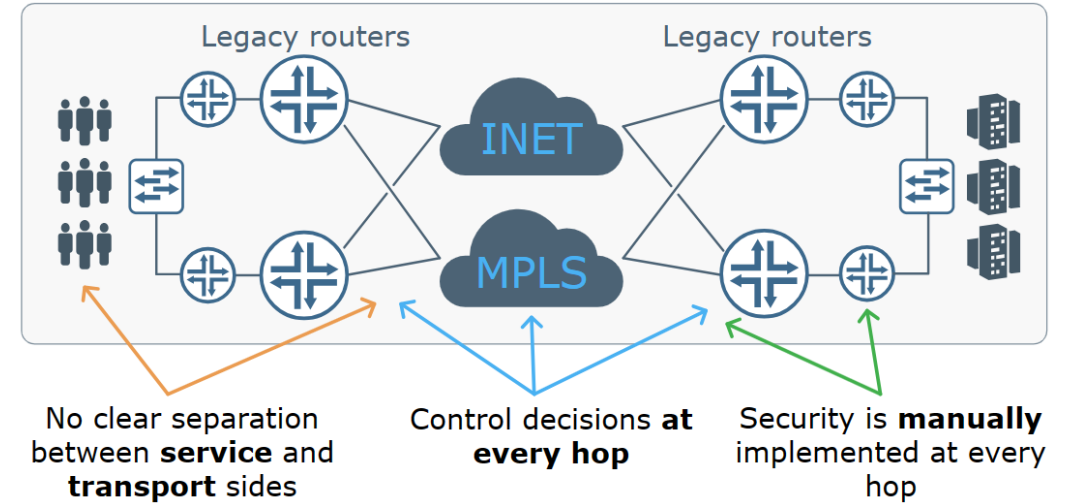 Legacy routers
Legacy routers
INET
MPLS
No clear separation
between service and
transport sides
Control decisions at
every hop
Security is manually
implemented at every
hop